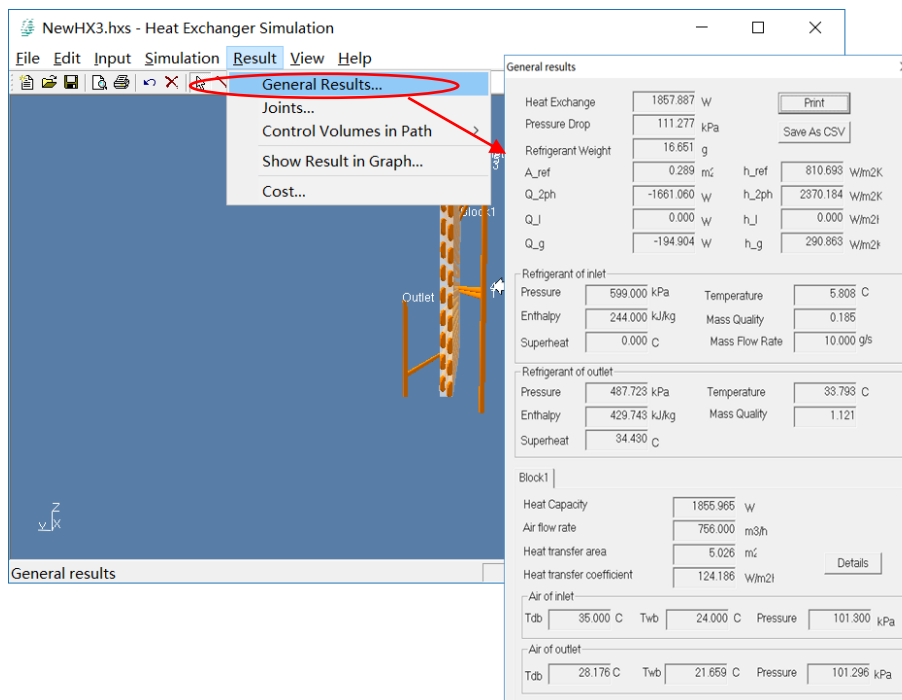 NewHX3.hxs - Heat Exchanger Simulation
File Edit Input Simulation Result View Help
General Results...
Joints...
Control Volumes in Path
Show Result in Graph...
Cost...
Block1
Outlet
Z
Y X
General results
General results
Heat Exchange 1857.887 W Print
Pressure Drop 111.277 kPa Save As CSV
Refrigerant Weight 16.651 g
A_ref 0.289 m2 h_ref 810.693 W/m2K
Q_2ph -1661.060 W h_2ph 2370.184 W/m2K
Q_l 0.000 W h_l 0.000 W/m2K
Q_g -194.904 W h_g 290.863 W/m2K
Refrigerant of inlet
Pressure 599.000 kPa Temperature 5.808 C
Enthalpy 244.000 kJ/kg Mass Quality 0.185
Superheat 0.000 C Mass Flow Rate 10.000 g/s
Refrigerant of outlet
Pressure 487.723 kPa Temperature 33.793 C
Enthalpy 429.743 kJ/kg Mass Quality 1.121
Superheat 34.430 C
Block1
Heat Capacity 1855.965 W
Air flow rate 756.000 m3/h
Heat transfer area 5.026 m2
Heat transfer coefficient 124.186 W/m2K
Details
Air of inlet
Tdb 35.000 C Twb 24.000 C Pressure 101.300 kPa
Air of outlet
Tdb 28.176 C Twb 21.659 C Pressure 101.296 kPa